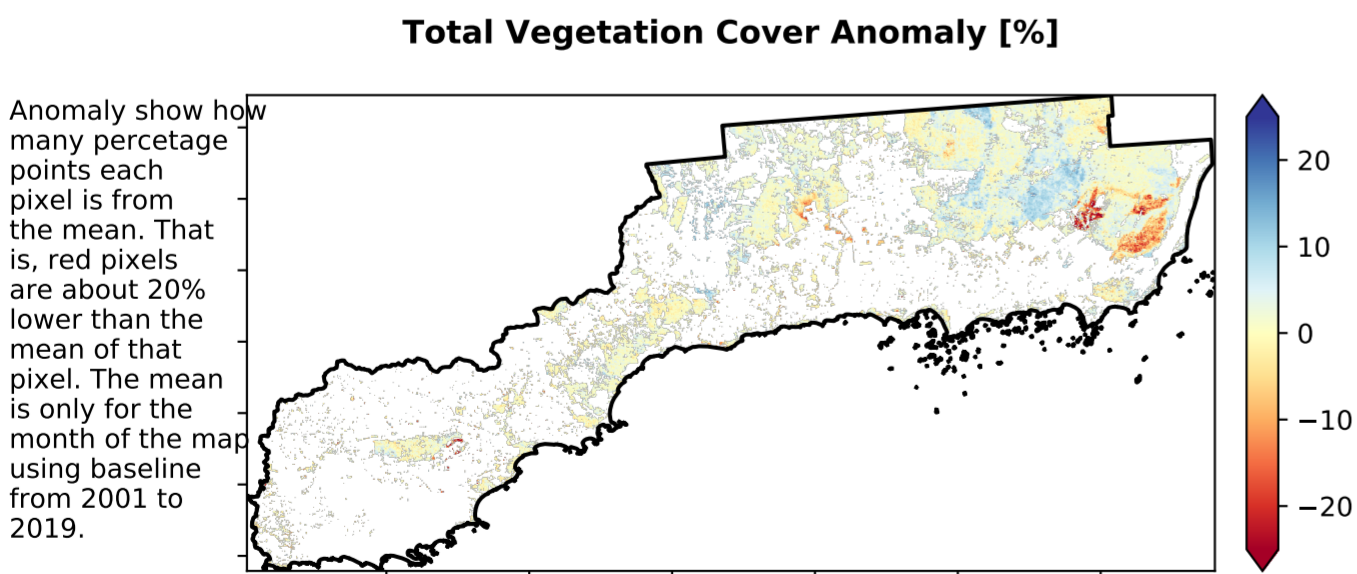 Total Vegetation Cover Anomaly [%]
Anomaly show how
many percetage
points each
pixel is from
the mean. That
is, red pixels
are about 20%
lower than the
mean of that
pixel. The mean
is only for the
month of the map
using baseline
from 2001 to
2019.
20
10
0
−10
−20